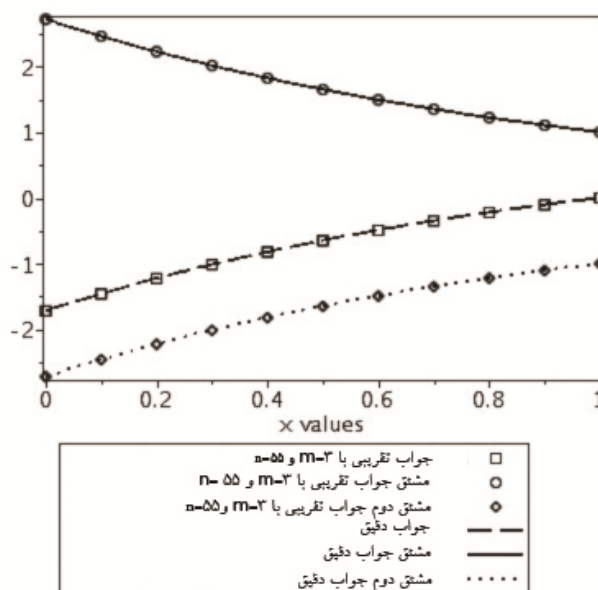 2
1
0
-1
-2
0 0.2 0.4 0.6 0.8 1
x values
جواب تقریبی با m=۳ و n=۵۵
مشتق جواب تقریبی با m=۳ و n= ۵۵
مشتق دوم جواب تقریبی با m=۳ وn=۵۵
جواب دقیق
مشتق جواب دقیق
مشتق دوم جواب دقیق